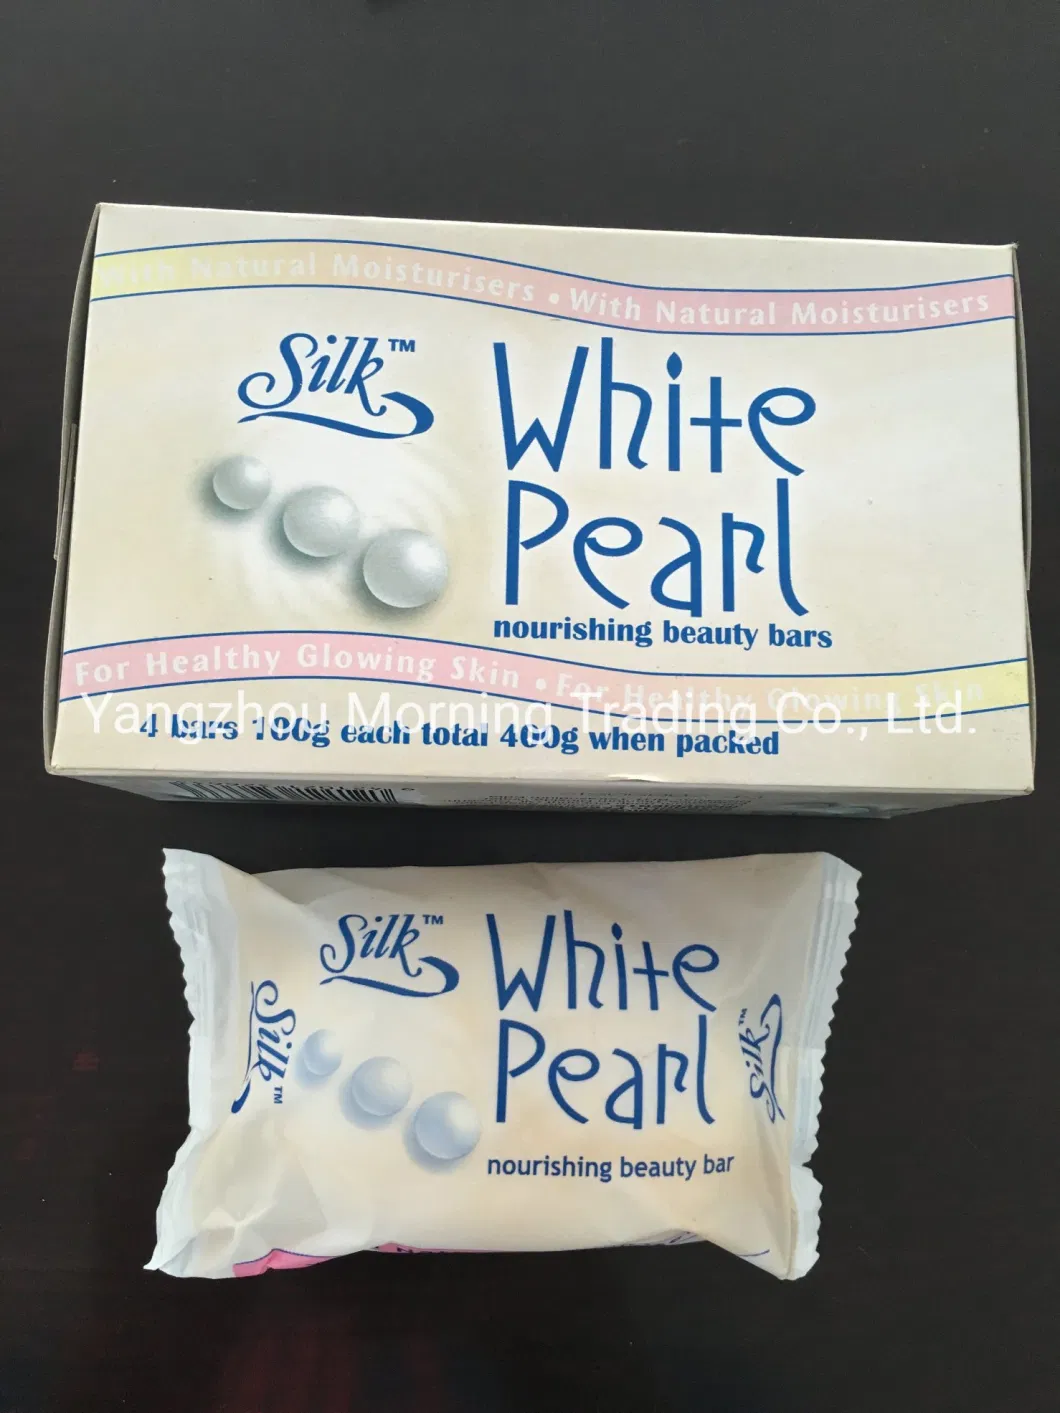 With Natural Moisturisers • With Natural Moisturisers
Silk™
White
Pearl
nourishing beauty bars
For Healthy Glowing Skin • For Healthy Glowing Skin
Yangzhou Morning Trading Co., Ltd.
4 bars 100g each total 400g when packed
Silk™
White
Pearl
nourishing beauty bar
Silk™
Silk™